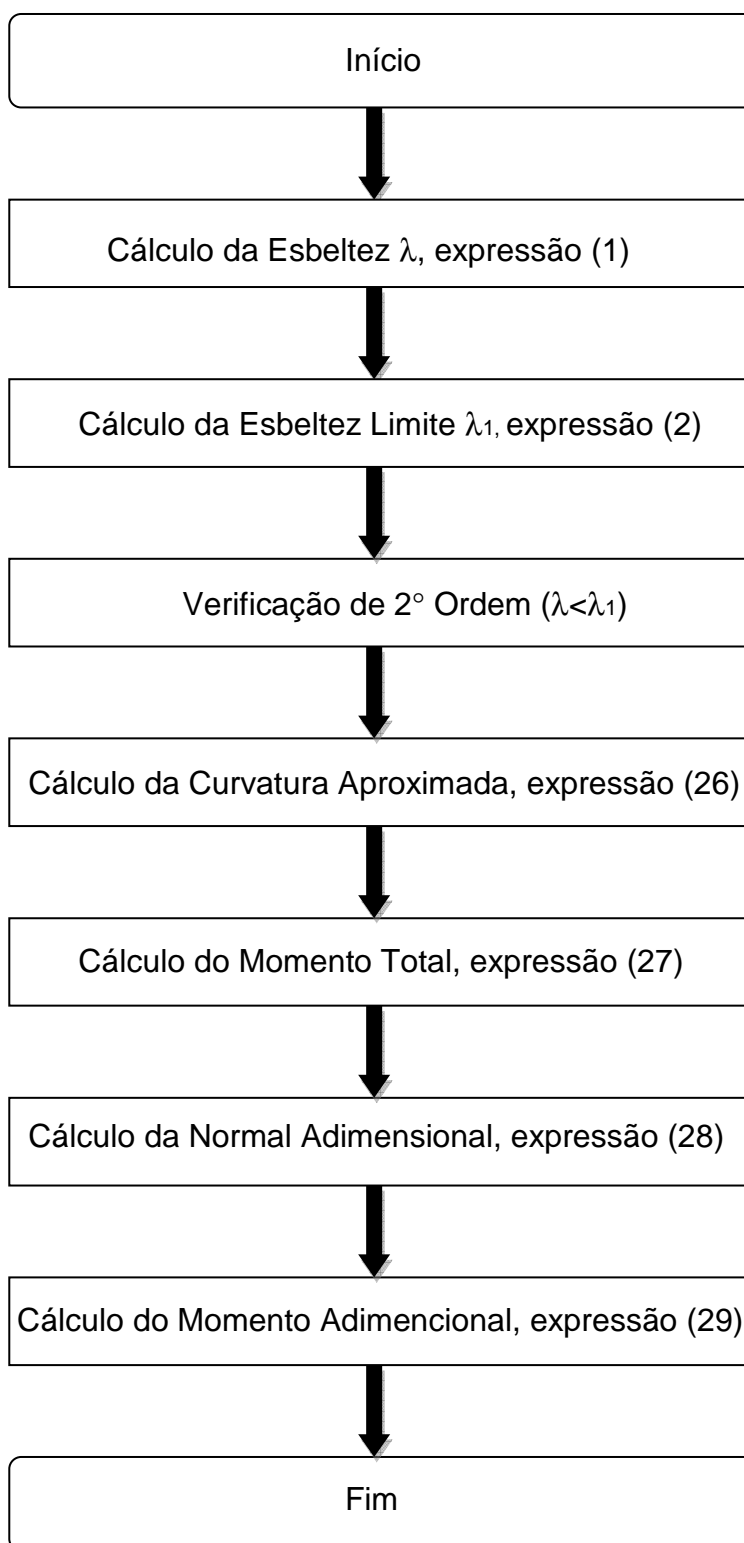 Início
Cálculo da Esbeltez λ, expressão (1)
Cálculo da Esbeltez Limite λ1, expressão (2)
Verificação de 2° Ordem (λ<λ1)
Cálculo da Curvatura Aproximada, expressão (26)
Cálculo do Momento Total, expressão (27)
Cálculo da Normal Adimensional, expressão (28)
Cálculo do Momento Adimencional, expressão (29)
Fim